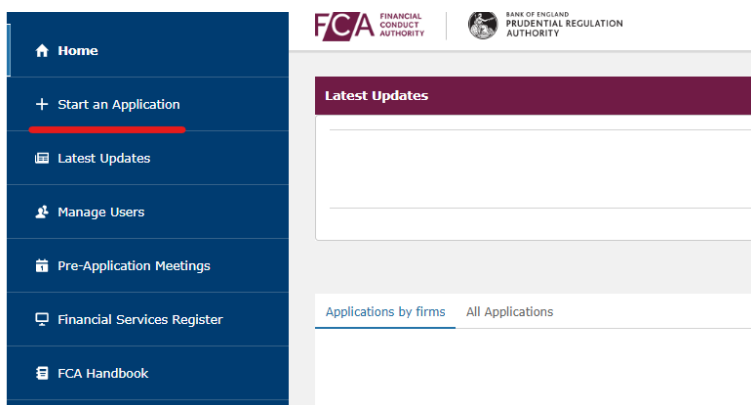 FCA FINANCIAL
CONDUCT
AUTHORITY
BANK OF ENGLAND
PRUDENTIAL REGULATION
AUTHORITY
Home
Start an Application
Latest Updates
Manage Users
Pre-Application Meetings
Financial Services Register
FCA Handbook
Latest Updates
Applications by firms All Applications